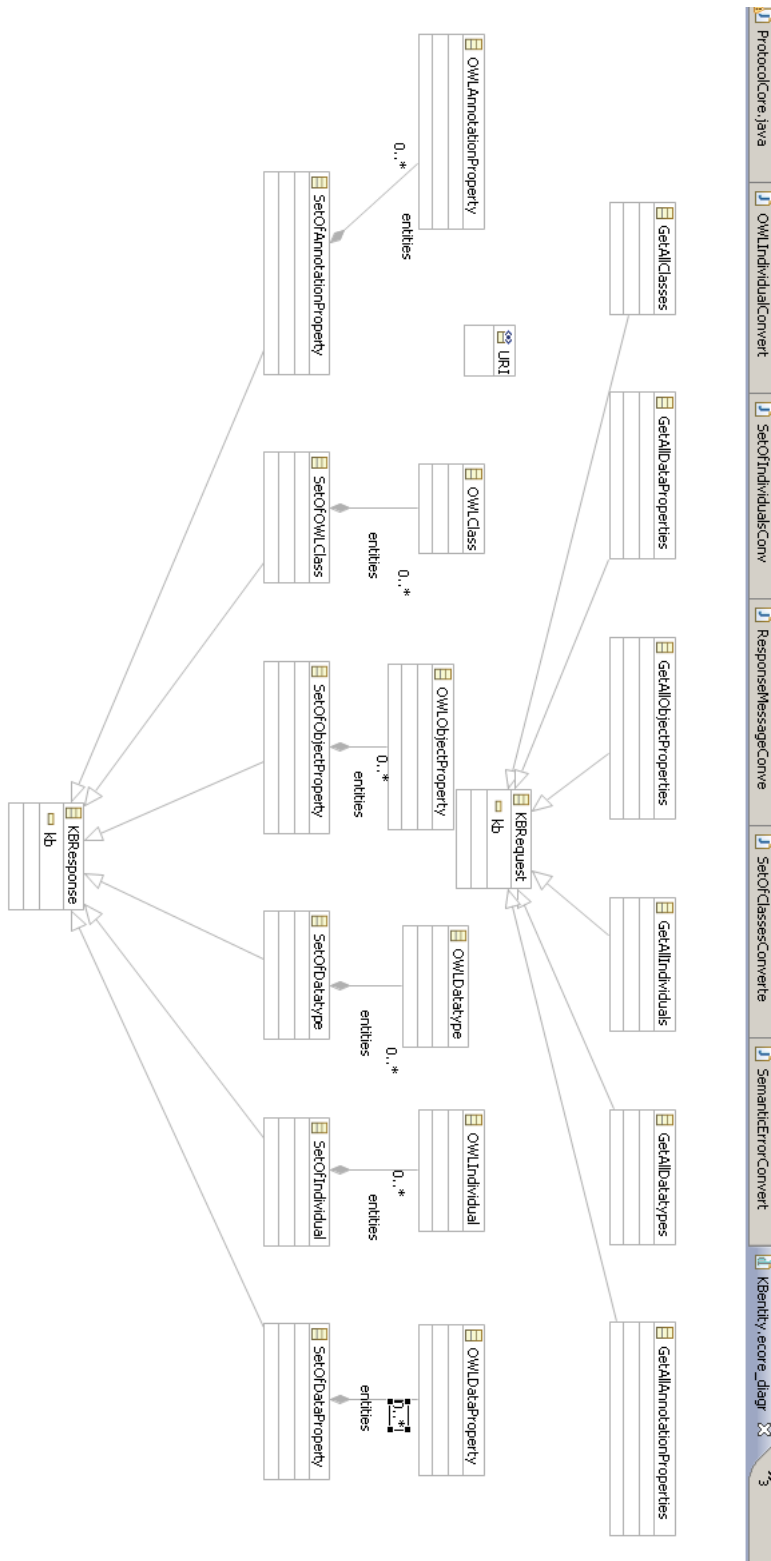 ProtocolCore.java
OWLIndividualConvert
SetOfIndividualsConv
ResponseMessageConve
SetOfClassesConverte
SemanticErrorConvert
KBentity.ecore_diagr
3
GetAllClasses
GetAllDataProperties
GetAllObjectProperties
GetAllIndividuals
GetAllDatatypes
GetAllAnnotationProperties
URI
KBRequest
kb
OWLAnnotationProperty
OWLClass
OWLObjectProperty
OWLDatatype
OWLIndividual
OWLDataProperty
0..*
entities
0..*
entities
0..*
entities
0..*
entities
0..*
entities
0..*
entities
SetOfAnnotationProperty
SetOfOWLClass
SetOfObjectProperty
SetOfDatatype
SetOfIndividual
SetOfDataProperty
KBResponse
kb